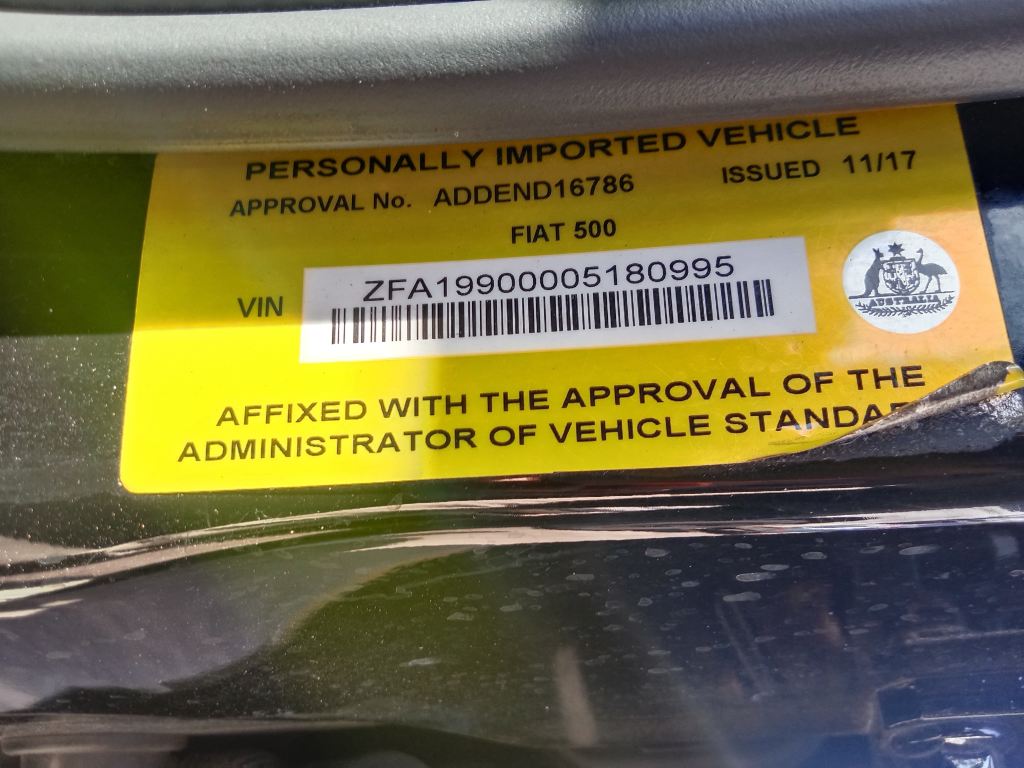 PERSONALLY IMPORTED VEHICLE
APPROVAL No. ADDEND16786 ISSUED 11/17
FIAT 500
VIN ZFA19900005180995
AUSTRALIA
AFFIXED WITH THE APPROVAL OF THE
ADMINISTRATOR OF VEHICLE